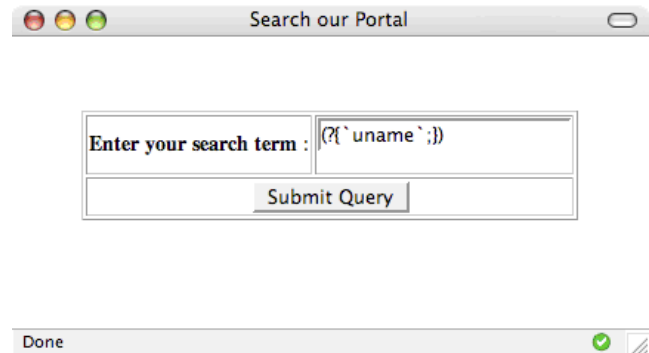 Search our Portal
Enter your search term : (?{`uname`;})
Submit Query
Done